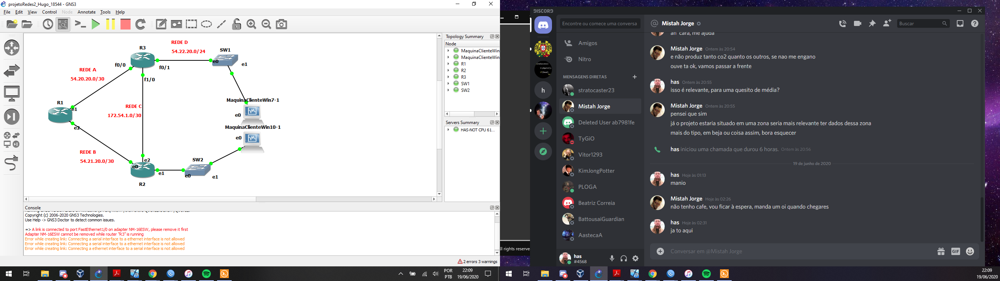 projetoRedes2_Hugo_18544 - GNS3
File Edit View Control Node Annotate Tools Help
REDE D
54.22.20.0/24
R3
SW1
e0
e1
f0/0
f0/1
f1/0
REDE A
54.20.20.0/30
R1
e1
e2
REDE C
172.54.1.0/30
MaquinaClienteWin7-1
e0
MaquinaClienteWin10-1
e0
REDE B
54.21.20.0/30
e2
e0
e1
R2
SW2
e0
e1
Topology Summary
Node
MaquinaClienteWin
MaquinaClienteWin
R1
R2
R3
SW1
SW2
Servers Summary
HAS-NOT CPU 61...
Console
Copyright (c) 2006-2020 GNS3 Technologies.
Use Help -> GNS3 Doctor to detect common issues.
=> A link is connected to port FastEthernet1/0 on adapter NM-16ESW, please remove it first
Adapter NM-16ESW cannot be removed while router "R3" is running
Error while creating link: Connecting a serial interface to a ethernet interface is not allowed
Error while creating link: Connecting a serial interface to a ethernet interface is not allowed
Error while creating link: Connecting a ethernet interface to a serial interface is not allowed
2 errors 3 warnings
POR
PTB
22:09
19/06/2020
ll rights reserve
DISCORD
Encontre ou comece uma conversa
Amigos
Nitro
MENSAGENS DIRETAS
stratocaster23
Mistah Jorge
Deleted User ab7981fe
TyGiO
Vitor1293
KimJongPotter
PLOGA
Beatriz Correia
BattousaiGuardian
AastecaA
has
#4568
h
@ Mistah Jorge
Buscar
an cara, me ajuda
Mistah Jorge Ontem às 20:54
e não produz tanto co2 quanto os outros, se nao me engano
ouve ta ok, vamos passar a frente
has Ontem às 20:55
isso é relevante, para uma quesito de média?
Mistah Jorge Ontem às 20:55
pensei que sim
já o projeto estaria situado em uma zona seria mais relevante ter dados dessa zona
mais do tipo, em beja ou coisa assim, bora esquecer
has iniciou uma chamada que durou 6 horas. Ontem às 20:56
19 de junho de 2020
has Hoje às 01:13
manio
Mistah Jorge Hoje às 02:26
não tenho cafe, vou ficar à espera, manda um oi quando chegares
has Hoje às 02:31
ja to aqui
Conversar em @Mistah Jorge
GIF
22:09
19/06/2020